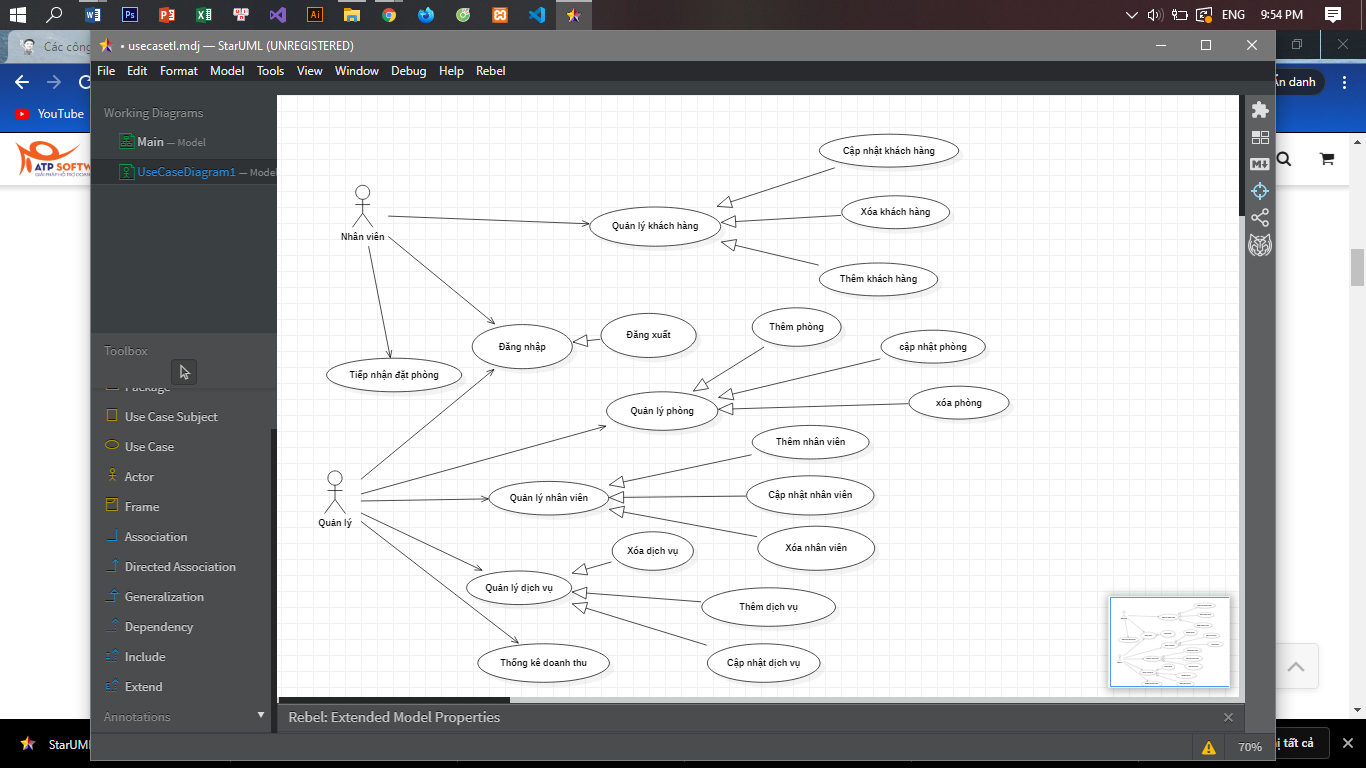 ENG
9:54 PM
Các công
• usecasetl.mdj — StarUML (UNREGISTERED)
File Edit Format Model Tools View Window Debug Help Rebel
Ẩn danh
YouTube
ATP SOFTW
Working Diagrams
Main — Model
UseCaseDiagram1 — Model
Toolbox
Package
Use Case Subject
Use Case
Actor
Frame
Association
Directed Association
Generalization
Dependency
Include
Extend
Annotations
Cập nhật khách hàng
Xóa khách hàng
Quản lý khách hàng
Nhân viên
Thêm khách hàng
Thêm phòng
Đăng xuất
Đăng nhập
cập nhật phòng
Tiếp nhận đặt phòng
Quản lý phòng
xóa phòng
Thêm nhân viên
Quản lý nhân viên
Cập nhật nhân viên
Quản lý
Xóa nhân viên
Xóa dịch vụ
Quản lý dịch vụ
Thêm dịch vụ
Thống kê doanh thu
Cập nhật dịch vụ
Rebel: Extended Model Properties
70%
StarUML
ị tất cả